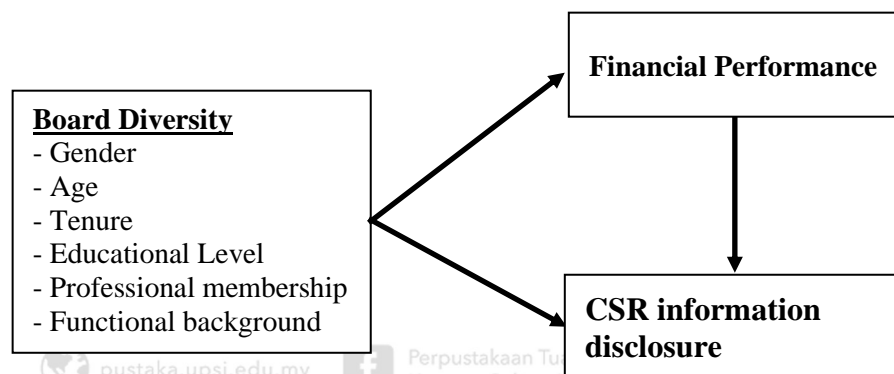 Financial Performance
Board Diversity
- Gender
- Age
- Tenure
- Educational Level
- Professional membership
- Functional background
CSR information
disclosure
pustaka.upsi.edu.my
Perpustakaan